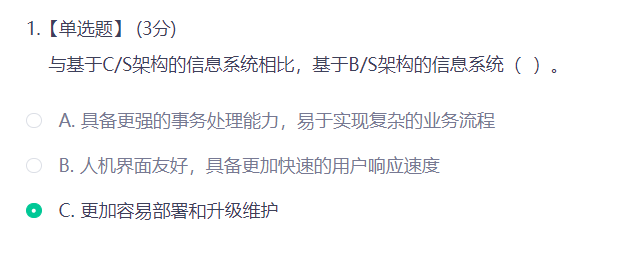 1.【单选题】 (3分)
与基于C/S架构的信息系统相比，基于B/S架构的信息系统（ ）。
A. 具备更强的事务处理能力，易于实现复杂的业务流程
B. 人机界面友好，具备更加快速的用户响应速度
C. 更加容易部署和升级维护